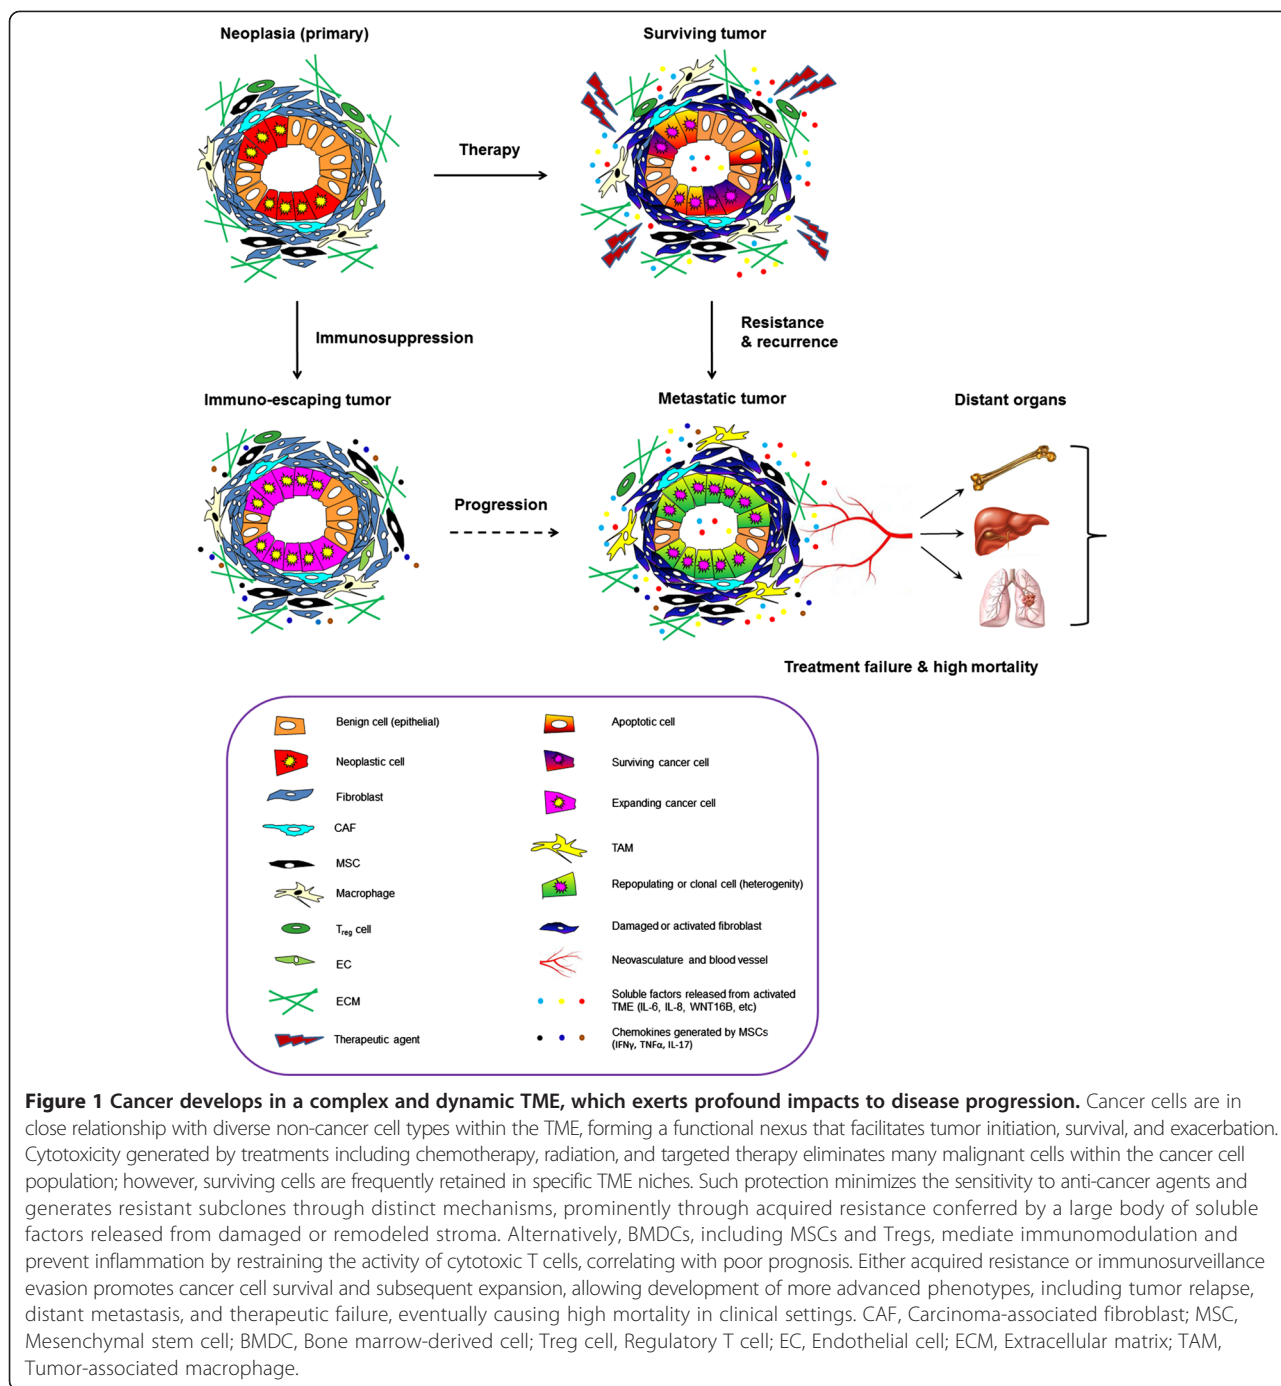 Neoplasia (primary)
Surviving tumor
Therapy
Immunosuppression
Resistance
& recurrence
Immuno-escaping tumor
Metastatic tumor
Distant organs
Progression
Treatment failure & high mortality
Benign cell (epithelial)
Neoplastic cell
Fibroblast
CAF
MSC
Macrophage
Treg cell
EC
ECM
Therapeutic agent
Apoptotic cell
Surviving cancer cell
Expanding cancer cell
TAM
Repopulating or clonal cell (heterogenity)
Damaged or activated fibroblast
Neovasculature and blood vessel
Soluble factors released from activated
TME (IL-6, IL-8, WNT16B, etc)
Chemokines generated by MSCs
(IFNγ, TNFα, IL-17)
Figure 1 Cancer develops in a complex and dynamic TME, which exerts profound impacts to disease progression. Cancer cells are in
close relationship with diverse non-cancer cell types within the TME, forming a functional nexus that facilitates tumor initiation, survival, and exacerbation.
Cytotoxicity generated by treatments including chemotherapy, radiation, and targeted therapy eliminates many malignant cells within the cancer cell
population; however, surviving cells are frequently retained in specific TME niches. Such protection minimizes the sensitivity to anti-cancer agents and
generates resistant subclones through distinct mechanisms, prominently through acquired resistance conferred by a large body of soluble
factors released from damaged or remodeled stroma. Alternatively, BMDCs, including MSCs and Tregs, mediate immunomodulation and
prevent inflammation by restraining the activity of cytotoxic T cells, correlating with poor prognosis. Either acquired resistance or immunosurveillance
evasion promotes cancer cell survival and subsequent expansion, allowing development of more advanced phenotypes, including tumor relapse,
distant metastasis, and therapeutic failure, eventually causing high mortality in clinical settings. CAF, Carcinoma-associated fibroblast; MSC,
Mesenchymal stem cell; BMDC, Bone marrow-derived cell; Treg cell, Regulatory T cell; EC, Endothelial cell; ECM, Extracellular matrix; TAM,
Tumor-associated macrophage.